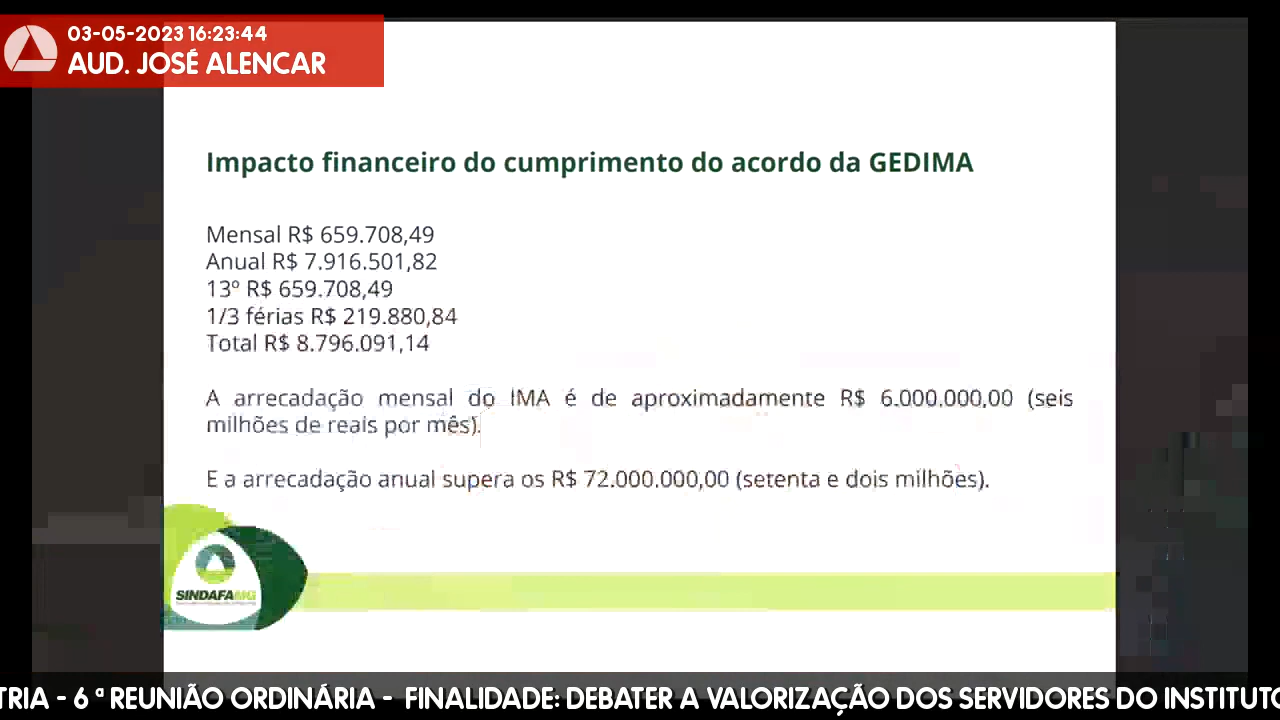 03-05-2023 16:23:44
AUD. JOSÉ ALENCAR
Impacto financeiro do cumprimento do acordo da GEDIMA
Mensal R$ 659.708,49
Anual R$ 7.916.501,82
13º R$ 659.708,49
1/3 férias R$ 219.880,84
Total R$ 8.796.091,14
A arrecadação mensal do IMA é de aproximadamente R$ 6.000.000,00 (seis
milhões de reais por mês).
E a arrecadação anual supera os R$ 72.000.000,00 (setenta e dois milhões).
SINDAFAMG
TRIA - 6 ª REUNIÃO ORDINÁRIA - FINALIDADE: DEBATER A VALORIZAÇÃO DOS SERVIDORES DO INSTITUTO